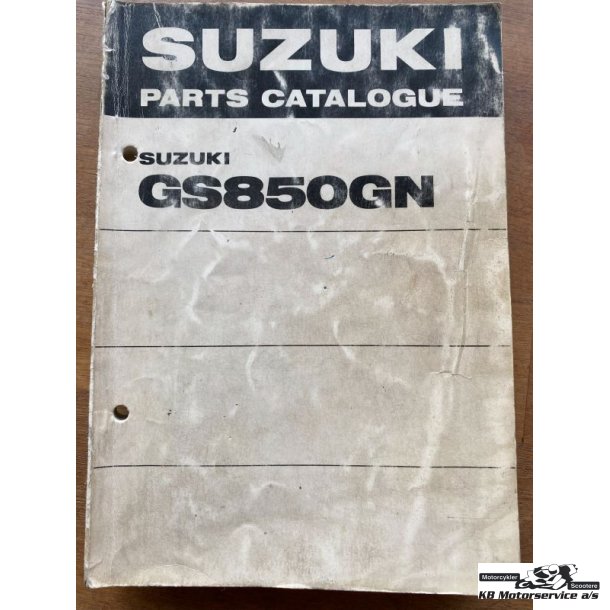 SUZUKI
PARTS CATALOGUE
SUZUKI
GS850GN
Motorcykler
Scootere
KB Motorservice a/s